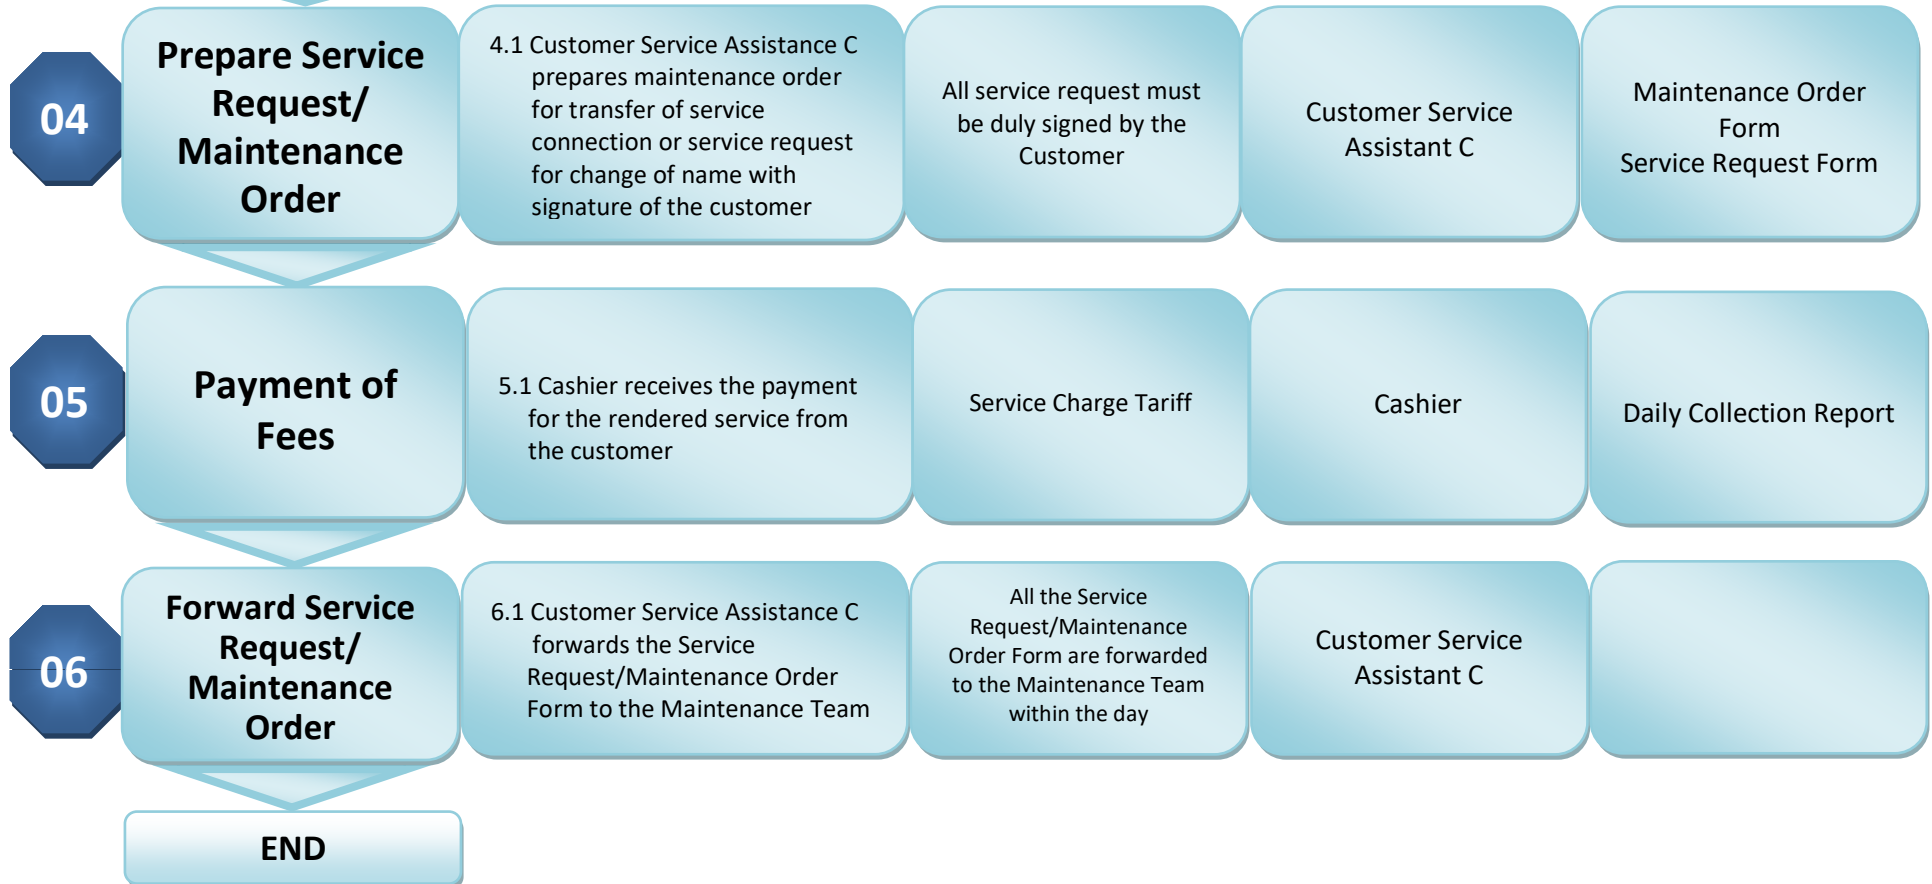 04
Prepare Service
Request/
Maintenance
Order
4.1 Customer Service Assistance C
prepares maintenance order
for transfer of service
connection or service request
for change of name with
signature of the customer
All service request must
be duly signed by the
Customer
Customer Service
Assistant C
Maintenance Order
Form
Service Request Form
05
Payment of
Fees
5.1 Cashier receives the payment
for the rendered service from
the customer
Service Charge Tariff
Cashier
Daily Collection Report
06
Forward Service
Request/
Maintenance
Order
6.1 Customer Service Assistance C
forwards the Service
Request/Maintenance Order
Form to the Maintenance Team
All the Service
Request/Maintenance
Order Form are forwarded
to the Maintenance Team
within the day
Customer Service
Assistant C
END